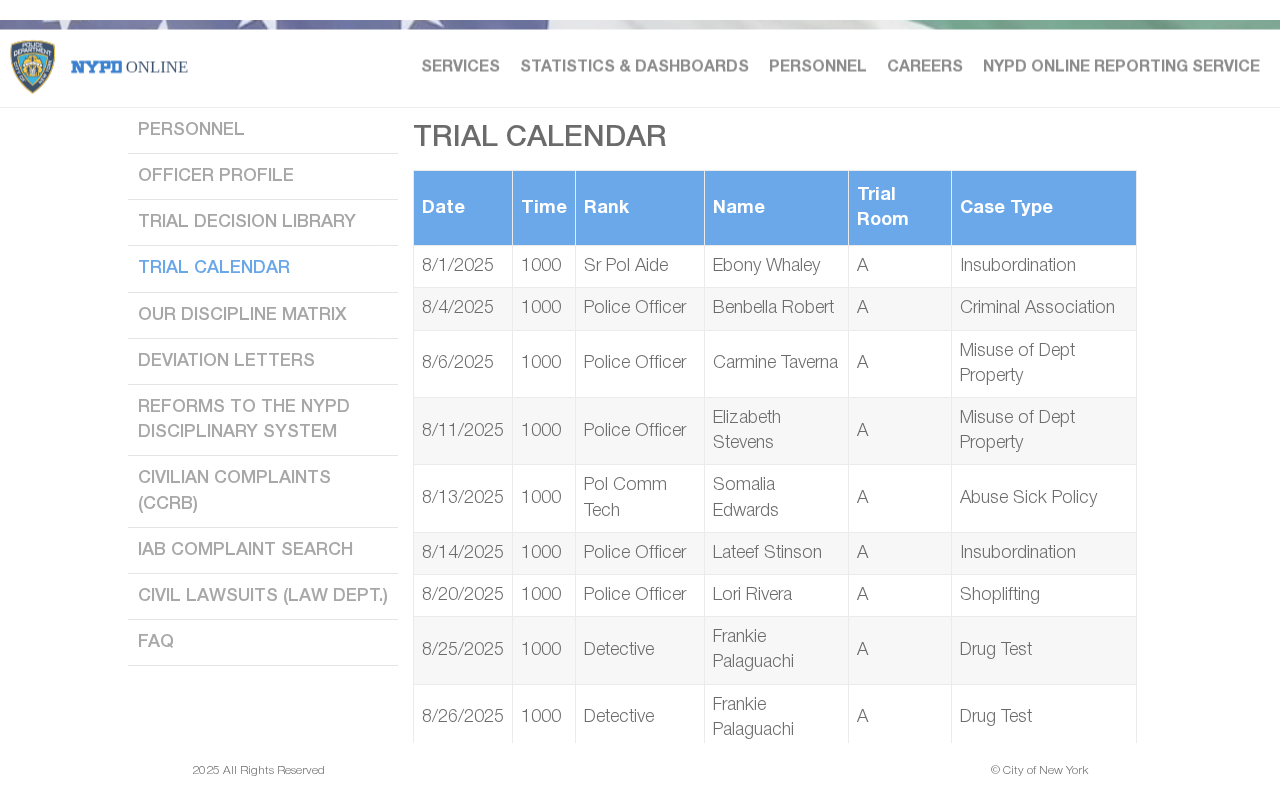 NYPD ONLINE
SERVICES STATISTICS & DASHBOARDS PERSONNEL CAREERS NYPD ONLINE REPORTING SERVICE
PERSONNEL
OFFICER PROFILE
TRIAL DECISION LIBRARY
TRIAL CALENDAR
OUR DISCIPLINE MATRIX
DEVIATION LETTERS
REFORMS TO THE NYPD
DISCIPLINARY SYSTEM
CIVILIAN COMPLAINTS
(CCRB)
IAB COMPLAINT SEARCH
CIVIL LAWSUITS (LAW DEPT.)
FAQ
TRIAL CALENDAR
Date Time Rank Name Trial Room Case Type
8/1/2025 1000 Sr Pol Aide Ebony Whaley A Insubordination
8/4/2025 1000 Police Officer Benbella Robert A Criminal Association
8/6/2025 1000 Police Officer Carmine Taverna A Misuse of Dept Property
8/11/2025 1000 Police Officer Elizabeth Stevens A Misuse of Dept Property
8/13/2025 1000 Pol Comm Tech Somalia Edwards A Abuse Sick Policy
8/14/2025 1000 Police Officer Lateef Stinson A Insubordination
8/20/2025 1000 Police Officer Lori Rivera A Shoplifting
8/25/2025 1000 Detective Frankie Palaguachi A Drug Test
8/26/2025 1000 Detective Frankie Palaguachi A Drug Test
2025 All Rights Reserved © City of New York